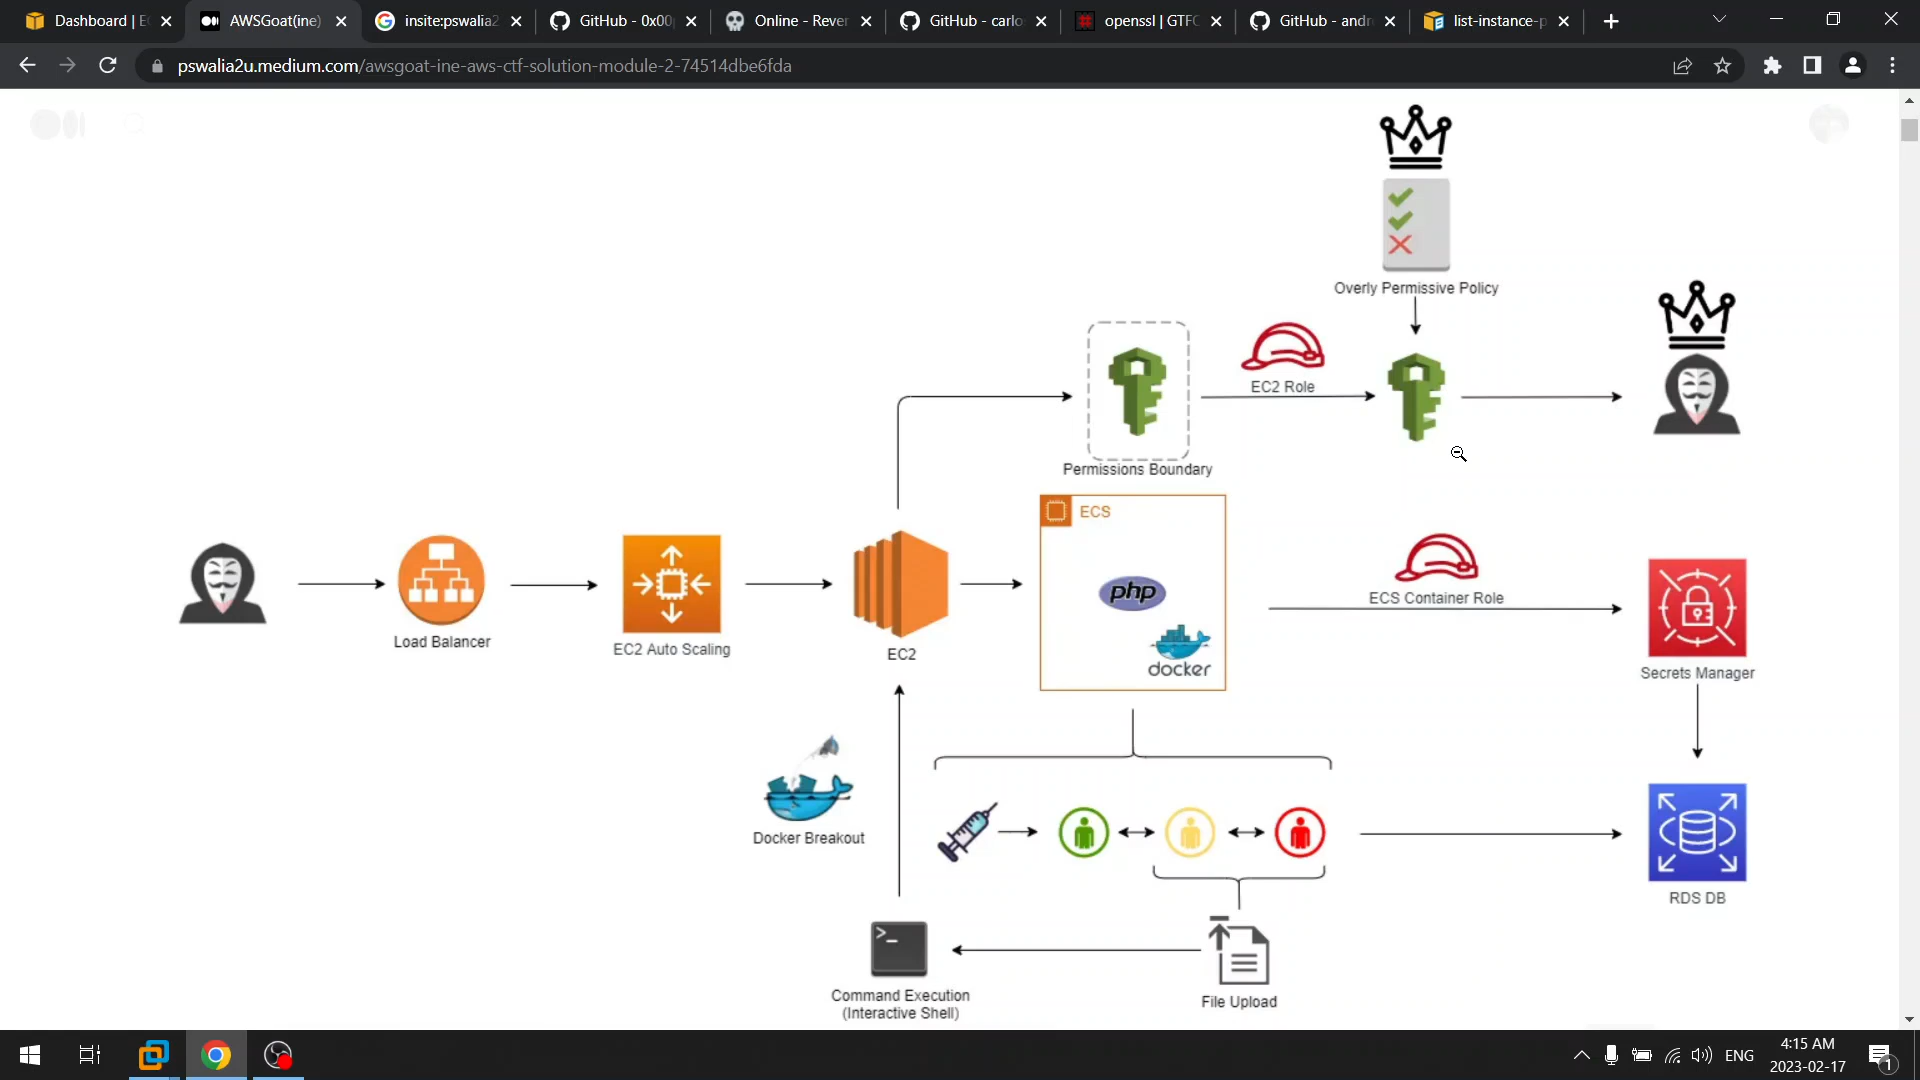 Dashboard | E
AWSGoat(ine)
insite:pswalia2
GitHub - 0x00
Online - Rever
GitHub - carlo
openssl | GTFO
GitHub - andr
list-instance-p
pswalia2u.medium.com/awsgoat-ine-aws-ctf-solution-module-2-74514dbe6fda
Overly Permissive Policy
EC2 Role
Permissions Boundary
ECS
php
docker
ECS Container Role
Load Balancer
EC2 Auto Scaling
EC2
Secrets Manager
Docker Breakout
RDS DB
>_
Command Execution
(Interactive Shell)
File Upload
ENG
4:15 AM
2023-02-17
1